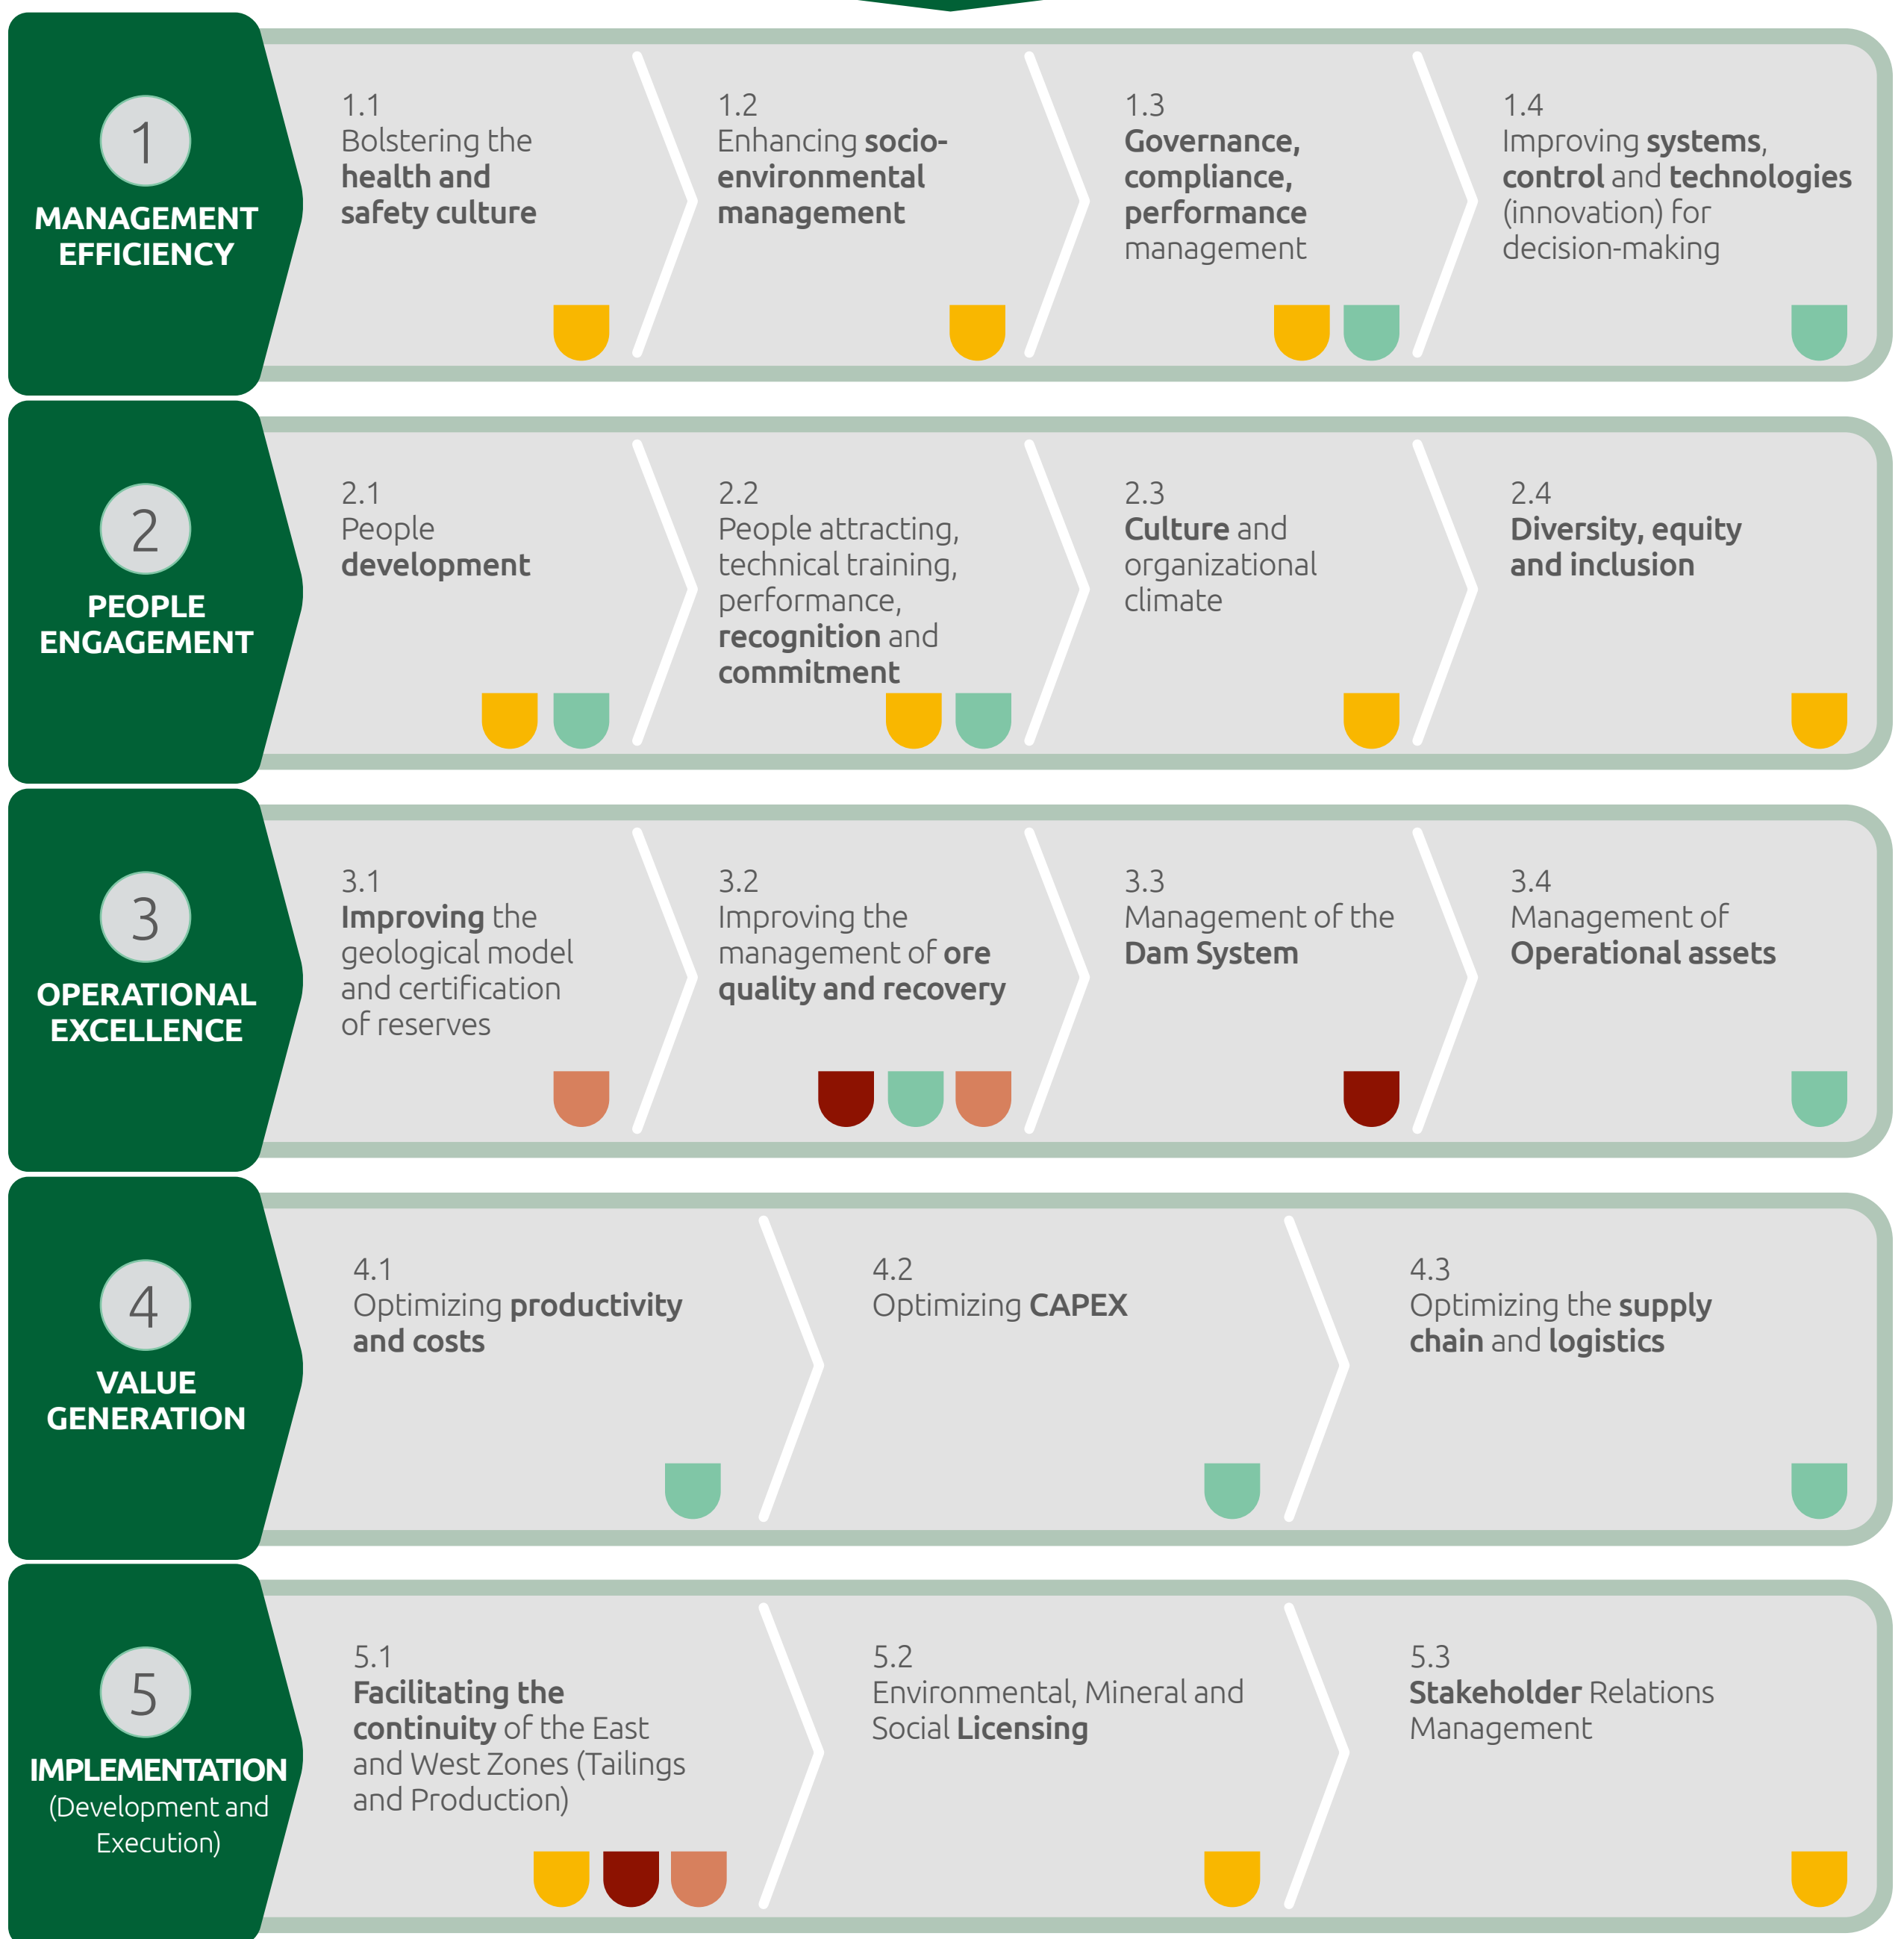 1
MANAGEMENT
EFFICIENCY
1.1
Bolstering the
health and
safety culture
1.2
Enhancing socio-
environmental
management
1.3
Governance,
compliance,
performance
management
1.4
Improving systems,
control and technologies
(innovation) for
decision-making
2
PEOPLE
ENGAGEMENT
2.1
People
development
2.2
People attracting,
technical training,
performance,
recognition and
commitment
2.3
Culture and
organizational
climate
2.4
Diversity, equity
and inclusion
3
OPERATIONAL
EXCELLENCE
3.1
Improving the
geological model
and certification
of reserves
3.2
Improving the
management of ore
quality and recovery
3.3
Management of the
Dam System
3.4
Management of
Operational assets
4
VALUE
GENERATION
4.1
Optimizing productivity
and costs
4.2
Optimizing CAPEX
4.3
Optimizing the supply
chain and logistics
5
IMPLEMENTATION
(Development and
Execution)
5.1
Facilitating the
continuity of the East
and West Zones (Tailings
and Production)
5.2
Environmental, Mineral and
Social Licensing
5.3
Stakeholder Relations
Management